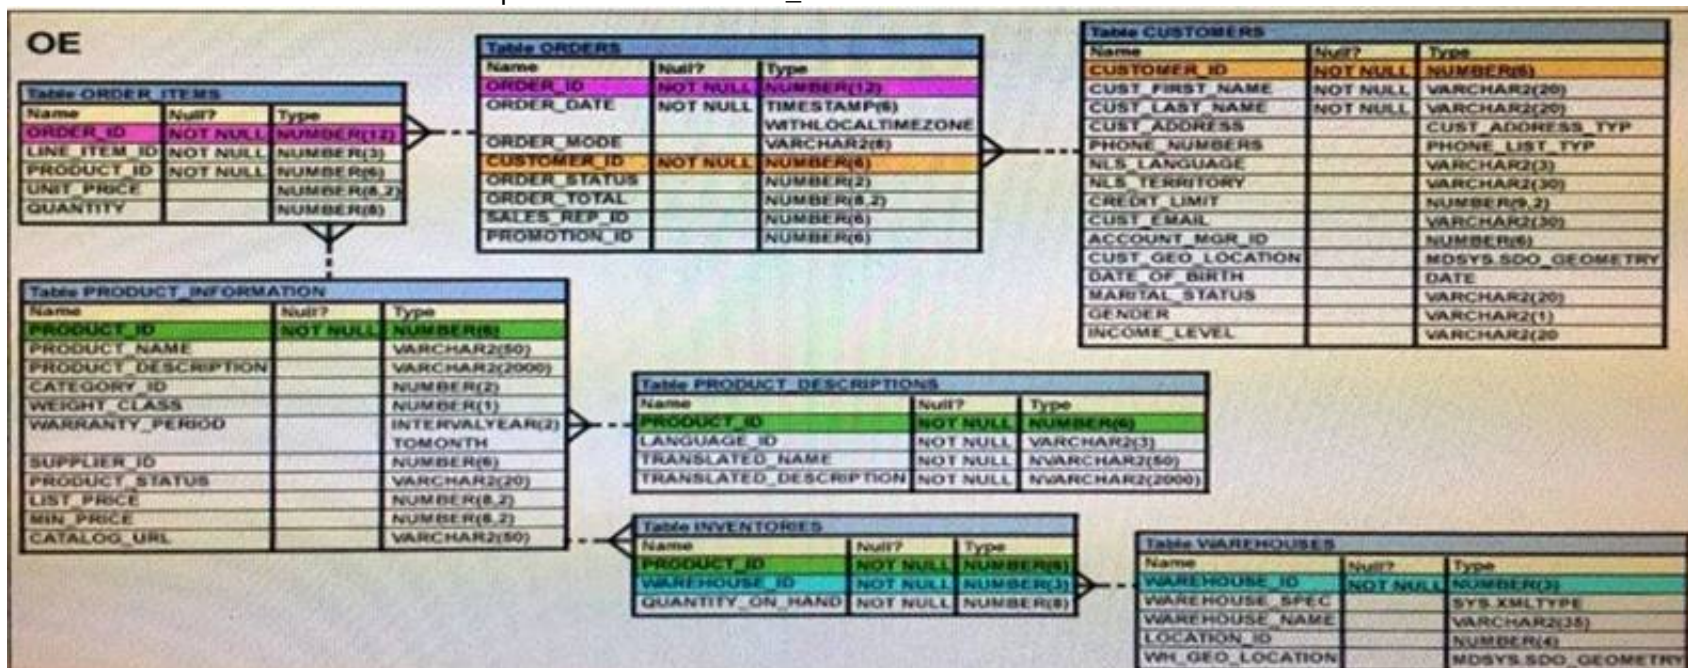 OE
Table ORDER_ITEMS
Name Null? Type
ORDER_ID NOT NULL NUMBER(12)
LINE_ITEM_ID NOT NULL NUMBER(3)
PRODUCT_ID NOT NULL NUMBER(6)
UNIT_PRICE NUMBER(8,2)
QUANTITY NUMBER(8)
Table ORDERS
Name Null? Type
ORDER_ID NOT NULL NUMBER(12)
ORDER_DATE NOT NULL TIMESTAMP(6)
WITHLOCALTIMEZONE
ORDER_MODE VARCHAR2(8)
CUSTOMER_ID NOT NULL NUMBER(6)
ORDER_STATUS NUMBER(2)
ORDER_TOTAL NUMBER(8,2)
SALES_REP_ID NUMBER(6)
PROMOTION_ID NUMBER(6)
Table CUSTOMERS
Name Null? Type
CUSTOMER_ID NOT NULL NUMBER(6)
CUST_FIRST_NAME NOT NULL VARCHAR2(20)
CUST_LAST_NAME NOT NULL VARCHAR2(20)
CUST_ADDRESS CUST_ADDRESS_TYP
PHONE_NUMBERS PHONE_LIST_TYP
NLS_LANGUAGE VARCHAR2(3)
NLS_TERRITORY VARCHAR2(30)
CREDIT_LIMIT NUMBER(9,2)
CUST_EMAIL VARCHAR2(30)
ACCOUNT_MGR_ID NUMBER(6)
CUST_GEO_LOCATION MDSYS.SDO_GEOMETRY
DATE_OF_BIRTH DATE
MARITAL_STATUS VARCHAR2(20)
GENDER VARCHAR2(1)
INCOME_LEVEL VARCHAR2(20
Table PRODUCT_INFORMATION
Name Null? Type
PRODUCT_ID NOT NULL NUMBER(6)
PRODUCT_NAME VARCHAR2(50)
PRODUCT_DESCRIPTION VARCHAR2(2000)
CATEGORY_ID NUMBER(2)
WEIGHT_CLASS NUMBER(1)
WARRANTY_PERIOD INTERVALYEAR(2)
TOMONTH
SUPPLIER_ID NUMBER(6)
PRODUCT_STATUS VARCHAR2(20)
LIST_PRICE NUMBER(8,2)
MIN_PRICE NUMBER(8,2)
CATALOG_URL VARCHAR2(50)
Table PRODUCT_DESCRIPTIONS
Name Null? Type
PRODUCT_ID NOT NULL NUMBER(6)
LANGUAGE_ID NOT NULL VARCHAR2(3)
TRANSLATED_NAME NOT NULL NVARCHAR2(50)
TRANSLATED_DESCRIPTION NOT NULL NVARCHAR2(2000)
Table INVENTORIES
Name Null? Type
PRODUCT_ID NOT NULL NUMBER(6)
WAREHOUSE_ID NOT NULL NUMBER(3)
QUANTITY_ON_HAND NOT NULL NUMBER(8)
Table WAREHOUSES
Name Null? Type
WAREHOUSE_ID NOT NULL NUMBER(3)
WAREHOUSE_SPEC SYS.XMLTYPE
WAREHOUSE_NAME VARCHAR2(35)
LOCATION_ID NUMBER(4)
WH_GEO_LOCATION MDSYS.SDO_GEOMETRY